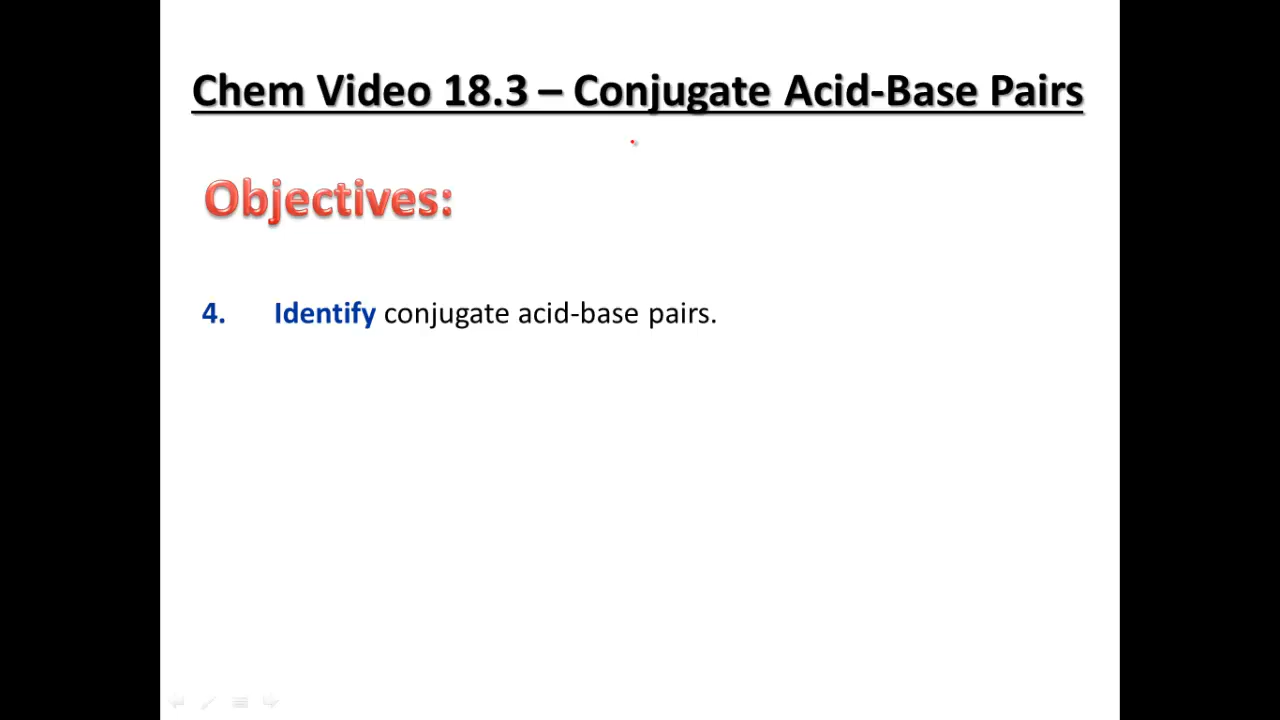 Chem Video 18.3 – Conjugate Acid-Base Pairs
Objectives:
4. Identify conjugate acid-base pairs.